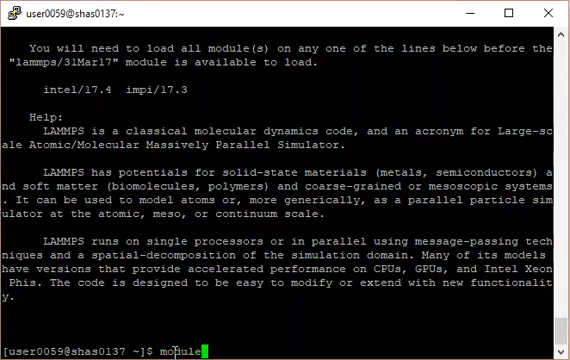 user0059@shas0137:~
You will need to load all module(s) on any one of the lines below before the
"lammps/31Mar17" module is available to load.
intel/17.4 impi/17.3
Help:
LAMMPS is a classical molecular dynamics code, and an acronym for Large-sc
ale Atomic/Molecular Massively Parallel Simulator.
LAMMPS has potentials for solid-state materials (metals, semiconductors) a
nd soft matter (biomolecules, polymers) and coarse-grained or mesoscopic systems
. It can be used to model atoms or, more generically, as a parallel particle sim
ulator at the atomic, meso, or continuum scale.
LAMMPS runs on single processors or in parallel using message-passing tech
niques and a spatial-decomposition of the simulation domain. Many of its models
have versions that provide accelerated performance on CPUs, GPUs, and Intel Xeon
Phis. The code is designed to be easy to modify or extend with new functionalit
y.
[user0059@shas0137 ~]$ module